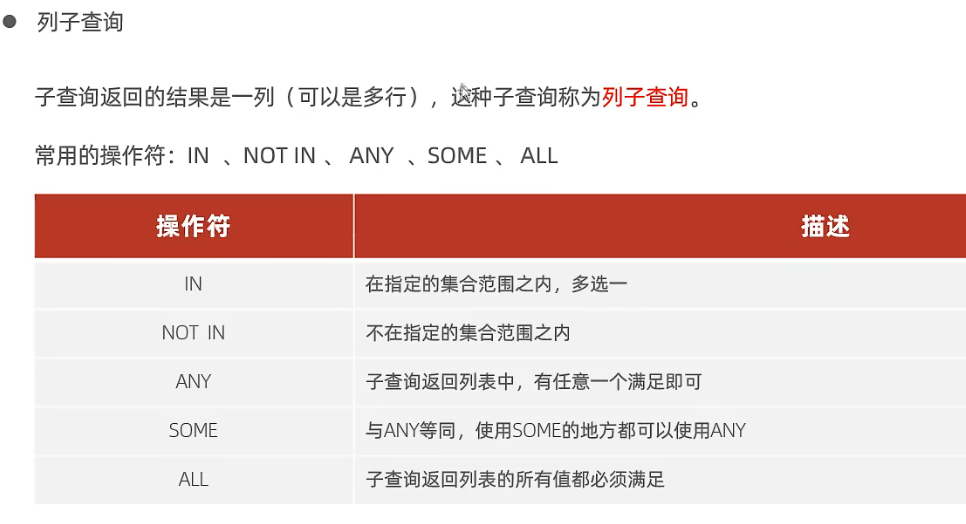 ● 列子查询
子查询返回的结果是一列（可以是多行），这种子查询称为列子查询。
常用的操作符：IN 、NOT IN 、 ANY 、SOME 、 ALL
操作符 描述
IN 在指定的集合范围之内，多选一
NOT IN 不在指定的集合范围之内
ANY 子查询返回列表中，有任意一个满足即可
SOME 与ANY等同，使用SOME的地方都可以使用ANY
ALL 子查询返回列表的所有值都必须满足